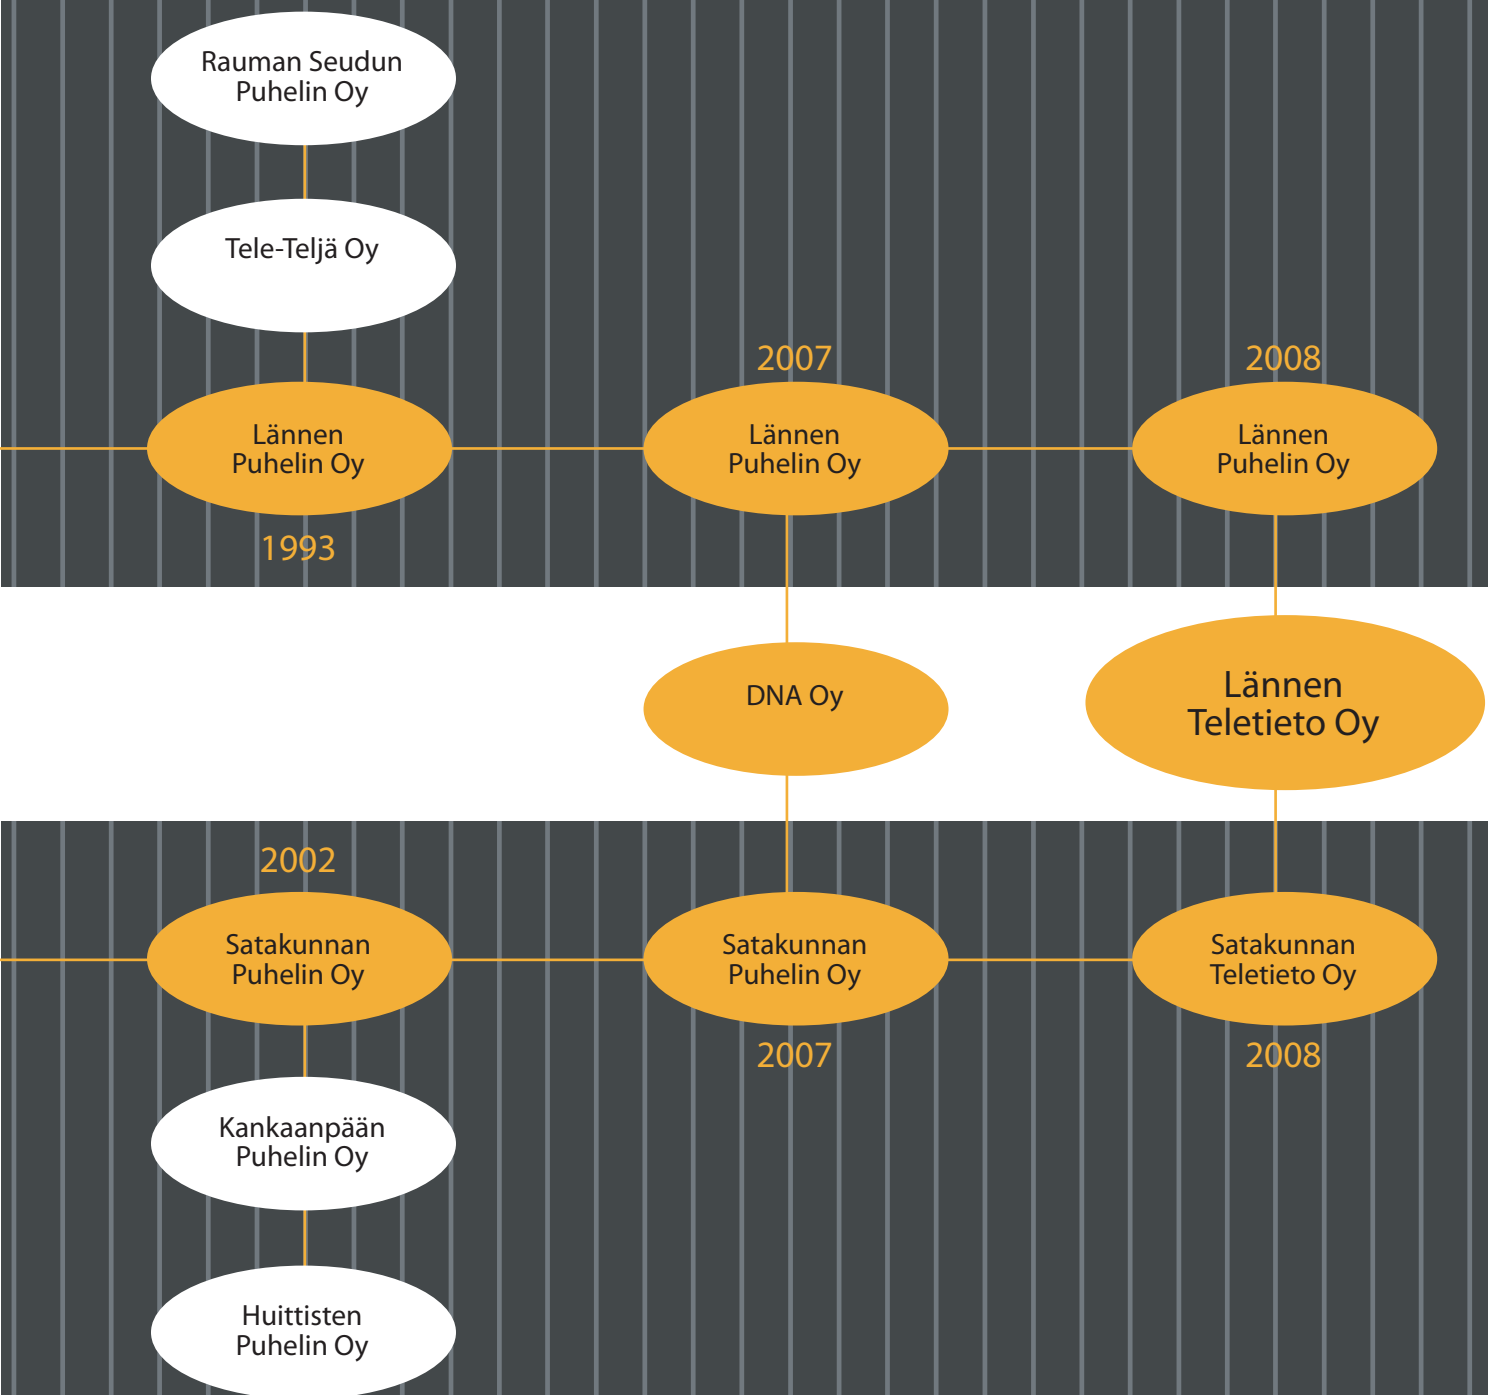 Rauman Seudun
Puhelin Oy
Tele-Teljä Oy
2007
2008
Lännen
Puhelin Oy
Lännen
Puhelin Oy
Lännen
Puhelin Oy
1993
DNA Oy
Lännen
Teletieto Oy
2002
Satakunnan
Puhelin Oy
Satakunnan
Puhelin Oy
Satakunnan
Teletieto Oy
2007
2008
Kankaanpään
Puhelin Oy
Huittisten
Puhelin Oy